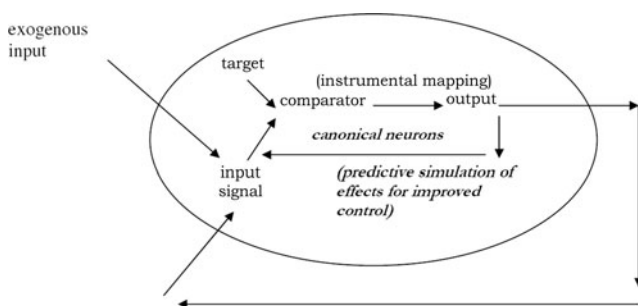 exogenous
input
target
(instrumental mapping)
comparator
output
canonical neurons
input
signal
(predictive simulation of
effects for improved
control)